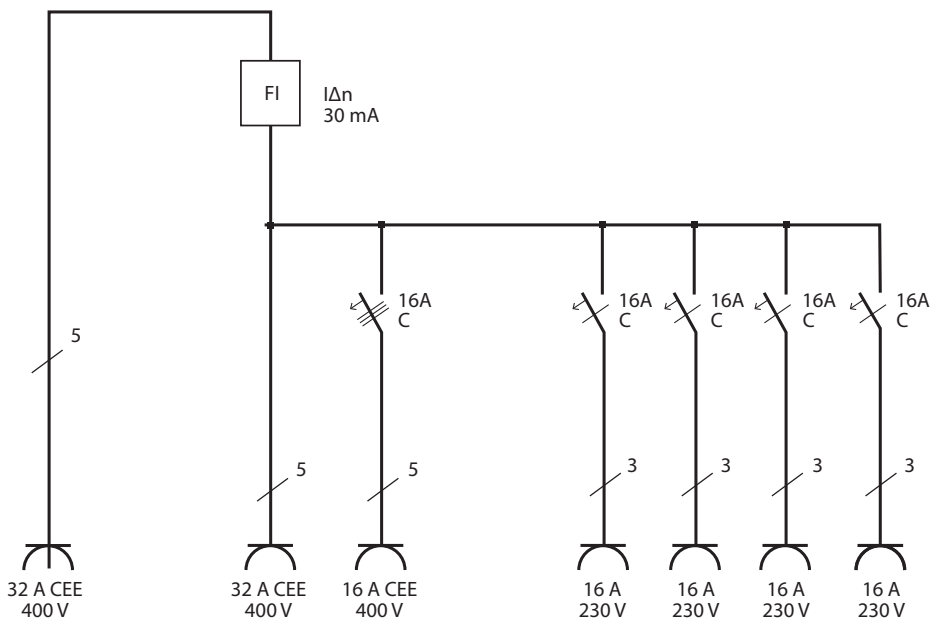 FI
IΔn
30 mA
16A
C
16A
C
16A
C
16A
C
16A
C
5
5
5
3
3
3
3
32 A CEE
400 V
32 A CEE
400 V
16 A CEE
400 V
16 A
230 V
16 A
230 V
16 A
230 V
16 A
230 V